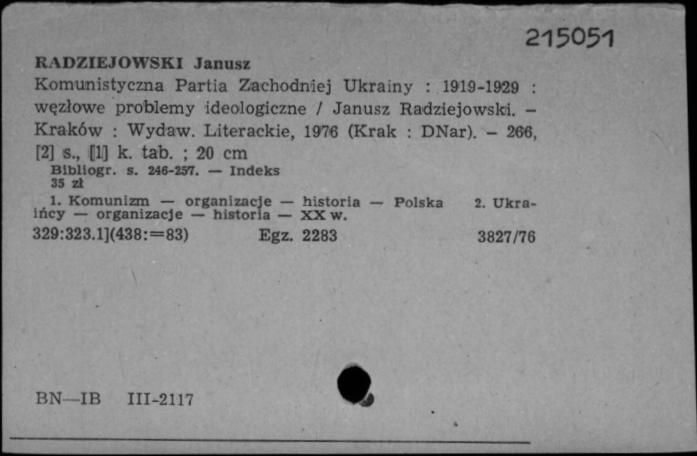 215051
RADZIEJOWSKI Janusz
Komunistyczna Partia Zachodniej Ukrainy : 1919-1929 :
węzłowe problemy ideologiczne / Janusz Radziejowski. –
Kraków : Wydaw. Literackie, 1976 (Krak : DNar). – 266,
[2] s., [1] k. tab. ; 20 cm
Bibliogr. s. 246-257. — Indeks
35 zł
1. Komunizm — organizacje — historia — Polska 2. Ukra-
ińcy — organizacje — historia — XX w.
329:323.1](438:=83) Egz. 2283 3827/76
BN—IB III-2117